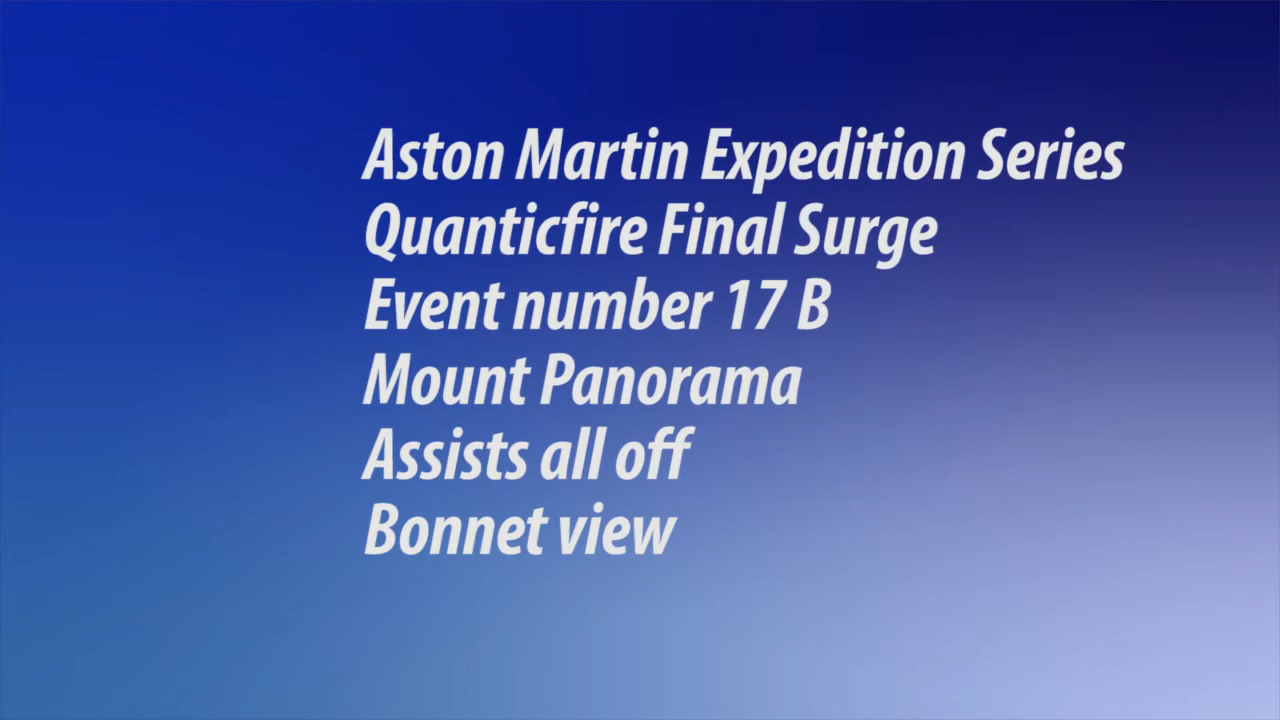 Aston Martin Expedition Series
Quanticfire Final Surge
Event number 17 B
Mount Panorama
Assists all off
Bonnet view